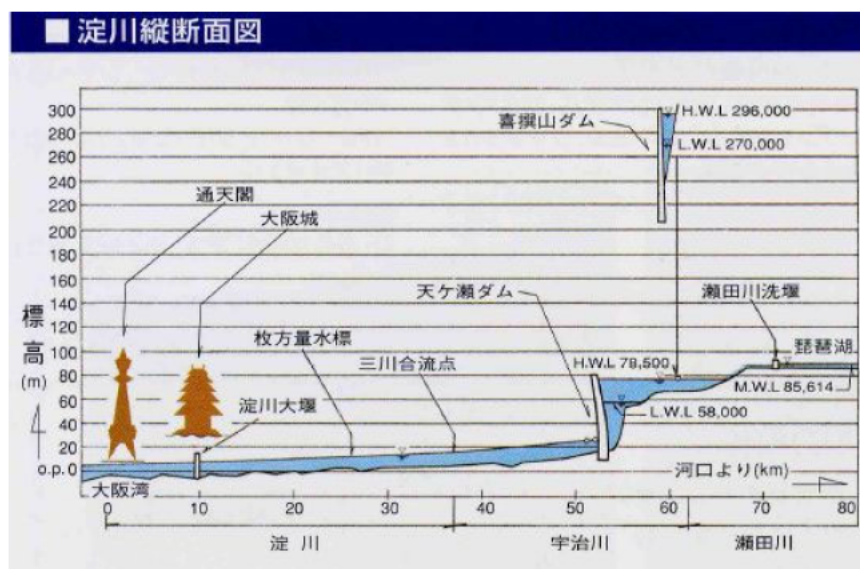 ■ 淀川縦断面図
300
280
260
240
220
200
180
160
140
120
100
80
60
40
20
o.p.0
標高
(m)
喜撰山ダム
H.W.L 296,000
L.W.L 270,000
通天閣
大阪城
天ケ瀬ダム
瀬田川洗堰
枚方量水標
三川合流点
H.W.L 78,500
琵琶湖
M.W.L 85,614
淀川大堰
L.W.L 58,000
河口より(km)
大阪湾
0 10 20 30 40 50 60 70 80
淀川 宇治川 瀬田川